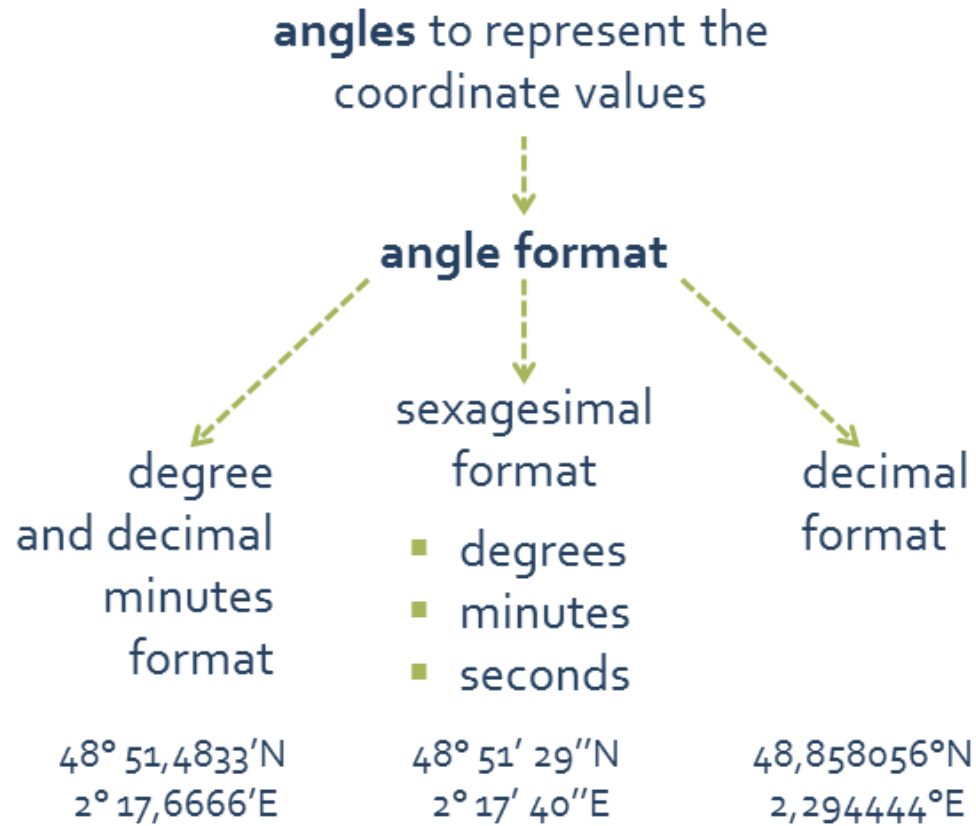 angles to represent the
coordinate values
angle format
degree
and decimal
minutes
format
48° 51,4833′N
2° 17,6666′E
sexagesimal
format
▪ degrees
▪ minutes
▪ seconds
48° 51′ 29′′N
2° 17′ 40′′E
decimal
format
48,858056°N
2,294444°E